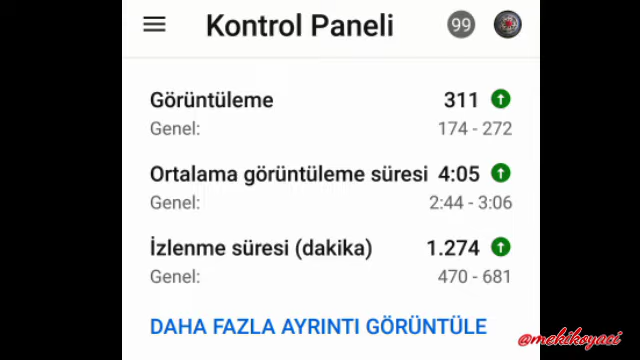 Kontrol Paneli 99
Görüntüleme 311
Genel: 174 - 272
Ortalama görüntüleme süresi 4:05
Genel: 2:44 - 3:06
İzlenme süresi (dakika) 1.274
Genel: 470 - 681
DAHA FAZLA AYRINTI GÖRÜNTÜLE
@mekikoyaci